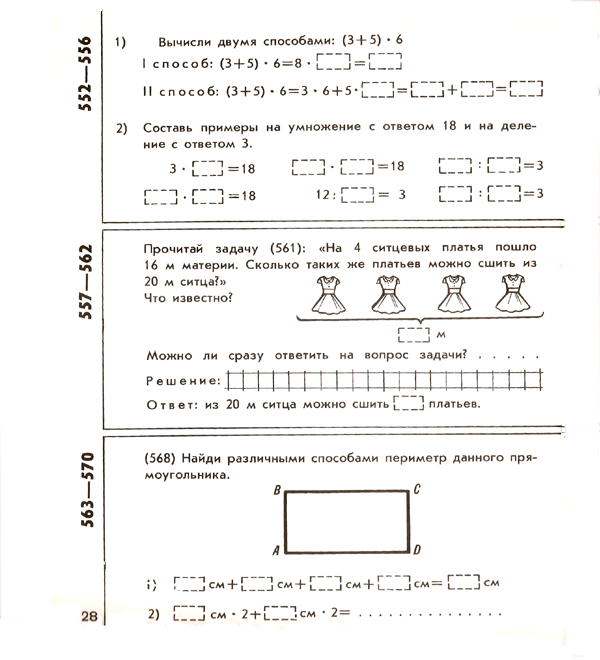 552—556
1) Вычисли двумя способами: (3+5) · 6
I способ: (3+5) · 6=8 · [ ]=[ ]
II способ: (3+5) · 6=3 · 6+5·[ ]=[ ]+[ ]=[ ]
2) Составь примеры на умножение с ответом 18 и на деле-
ние с ответом 3.
3 · [ ]=18 [ ] · [ ]=18 [ ] : [ ]=3
[ ] · [ ]=18 12:[ ]= 3 [ ] : [ ]=3
557—562
Прочитай задачу (561): «На 4 ситцевых платья пошло
16 м материи. Сколько таких же платьев можно сшить из
20 м ситца?»
Что известно?
[ ] м
Можно ли сразу ответить на вопрос задачи? . . . . .
Решение:
Ответ: из 20 м ситца можно сшить [ ] платьев.
563—570
(568) Найди различными способами периметр данного пря-
моугольника.
B C
A D
1) [ ] см+[ ] см+[ ] см+[ ] см=[ ] см
2) [ ] см · 2+[ ] см · 2= . . . . . . . . . . . . . . . .
28